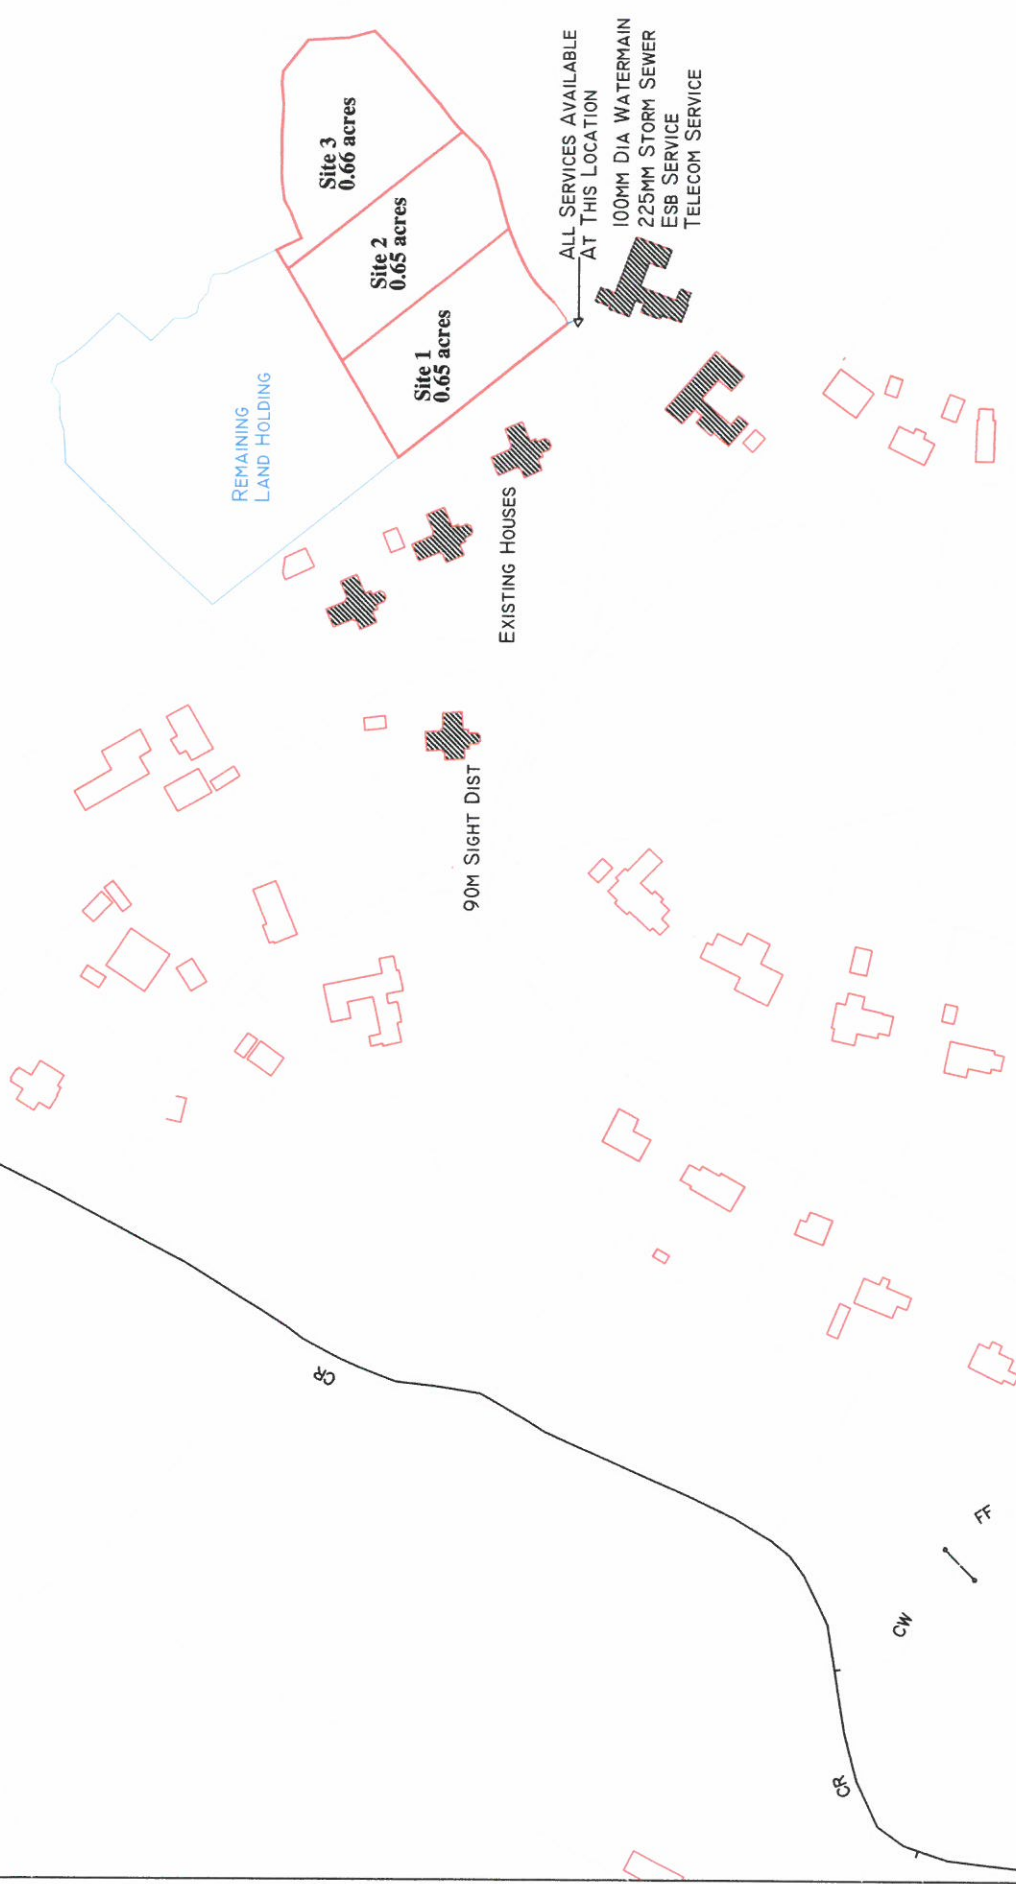 Site 3
0.66 acres
Site 2
0.65 acres
Site 1
0.65 acres
REMAINING
LAND HOLDING
ALL SERVICES AVAILABLE
AT THIS LOCATION
100MM DIA WATERMAIN
225MM STORM SEWER
ESB SERVICE
TELECOM SERVICE
EXISTING HOUSES
90M SIGHT DIST
CR
CR
CW
FF